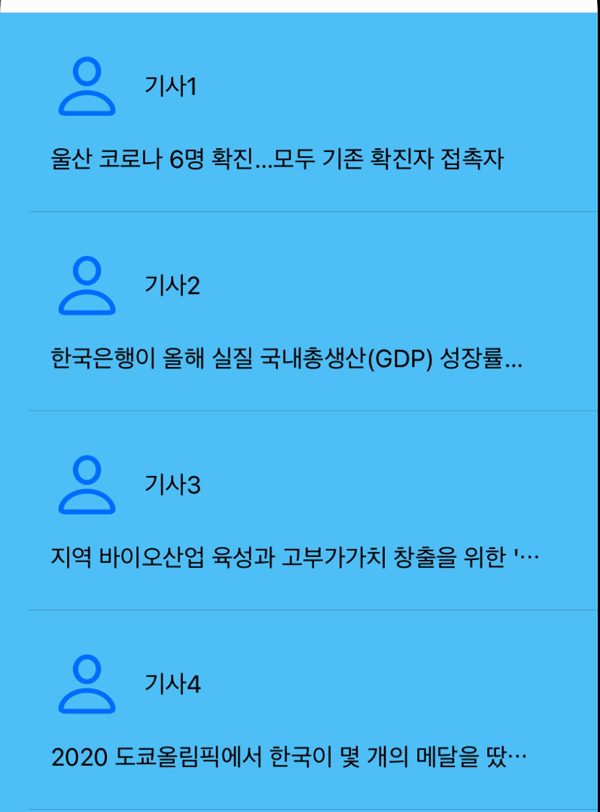 기사1
울산 코로나 6명 확진...모두 기존 확진자 접촉자
기사2
한국은행이 올해 실질 국내총생산(GDP) 성장률...
기사3
지역 바이오산업 육성과 고부가가치 창출을 위한 '...
기사4
2020 도쿄올림픽에서 한국이 몇 개의 메달을 땄...